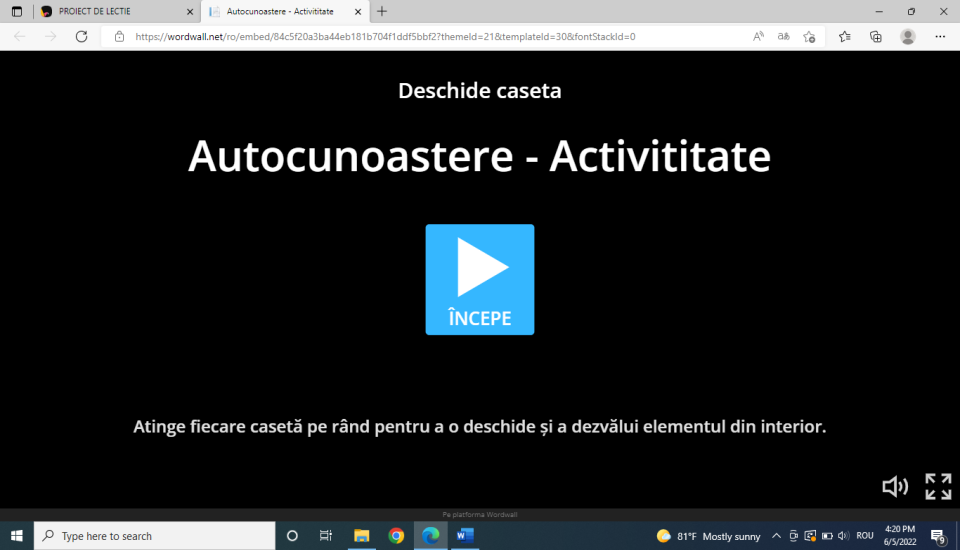 PROIECT DE LECTIE
Autocunoastere - Activititate
https://wordwall.net/ro/embed/84c5f20a3ba44eb181b704f1ddf5bbf2?themeId=21&templateId=30&fontStackId=0
Deschide caseta
Autocunoastere - Activititate
ÎNCEPE
Atinge fiecare casetă pe rând pentru a o deschide și a dezvălui elementul din interior.
Pe platforma Wordwall
Type here to search
81°F Mostly sunny
ROU
4:20 PM
6/5/2022
9